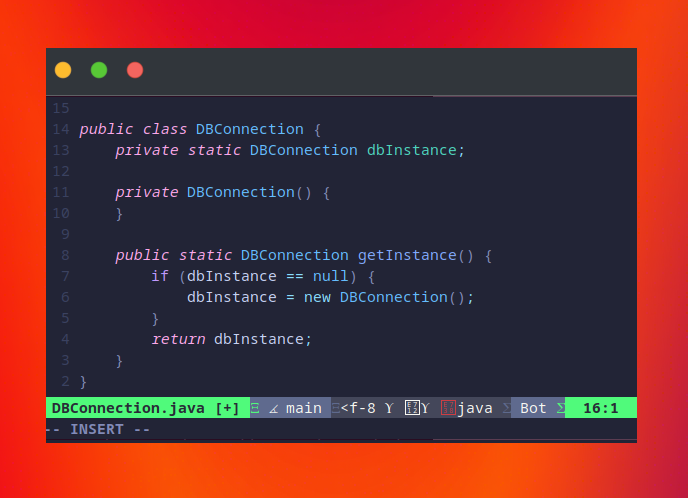 15
14 public class DBConnection {
13     private static DBConnection dbInstance;
12
11     private DBConnection() {
10     }
9
8     public static DBConnection getInstance() {
7         if (dbInstance == null) {
6             dbInstance = new DBConnection();
5         }
4         return dbInstance;
3     }
2 }
DBConnection.java [+] main <f-8 java Bot 16:1
-- INSERT --